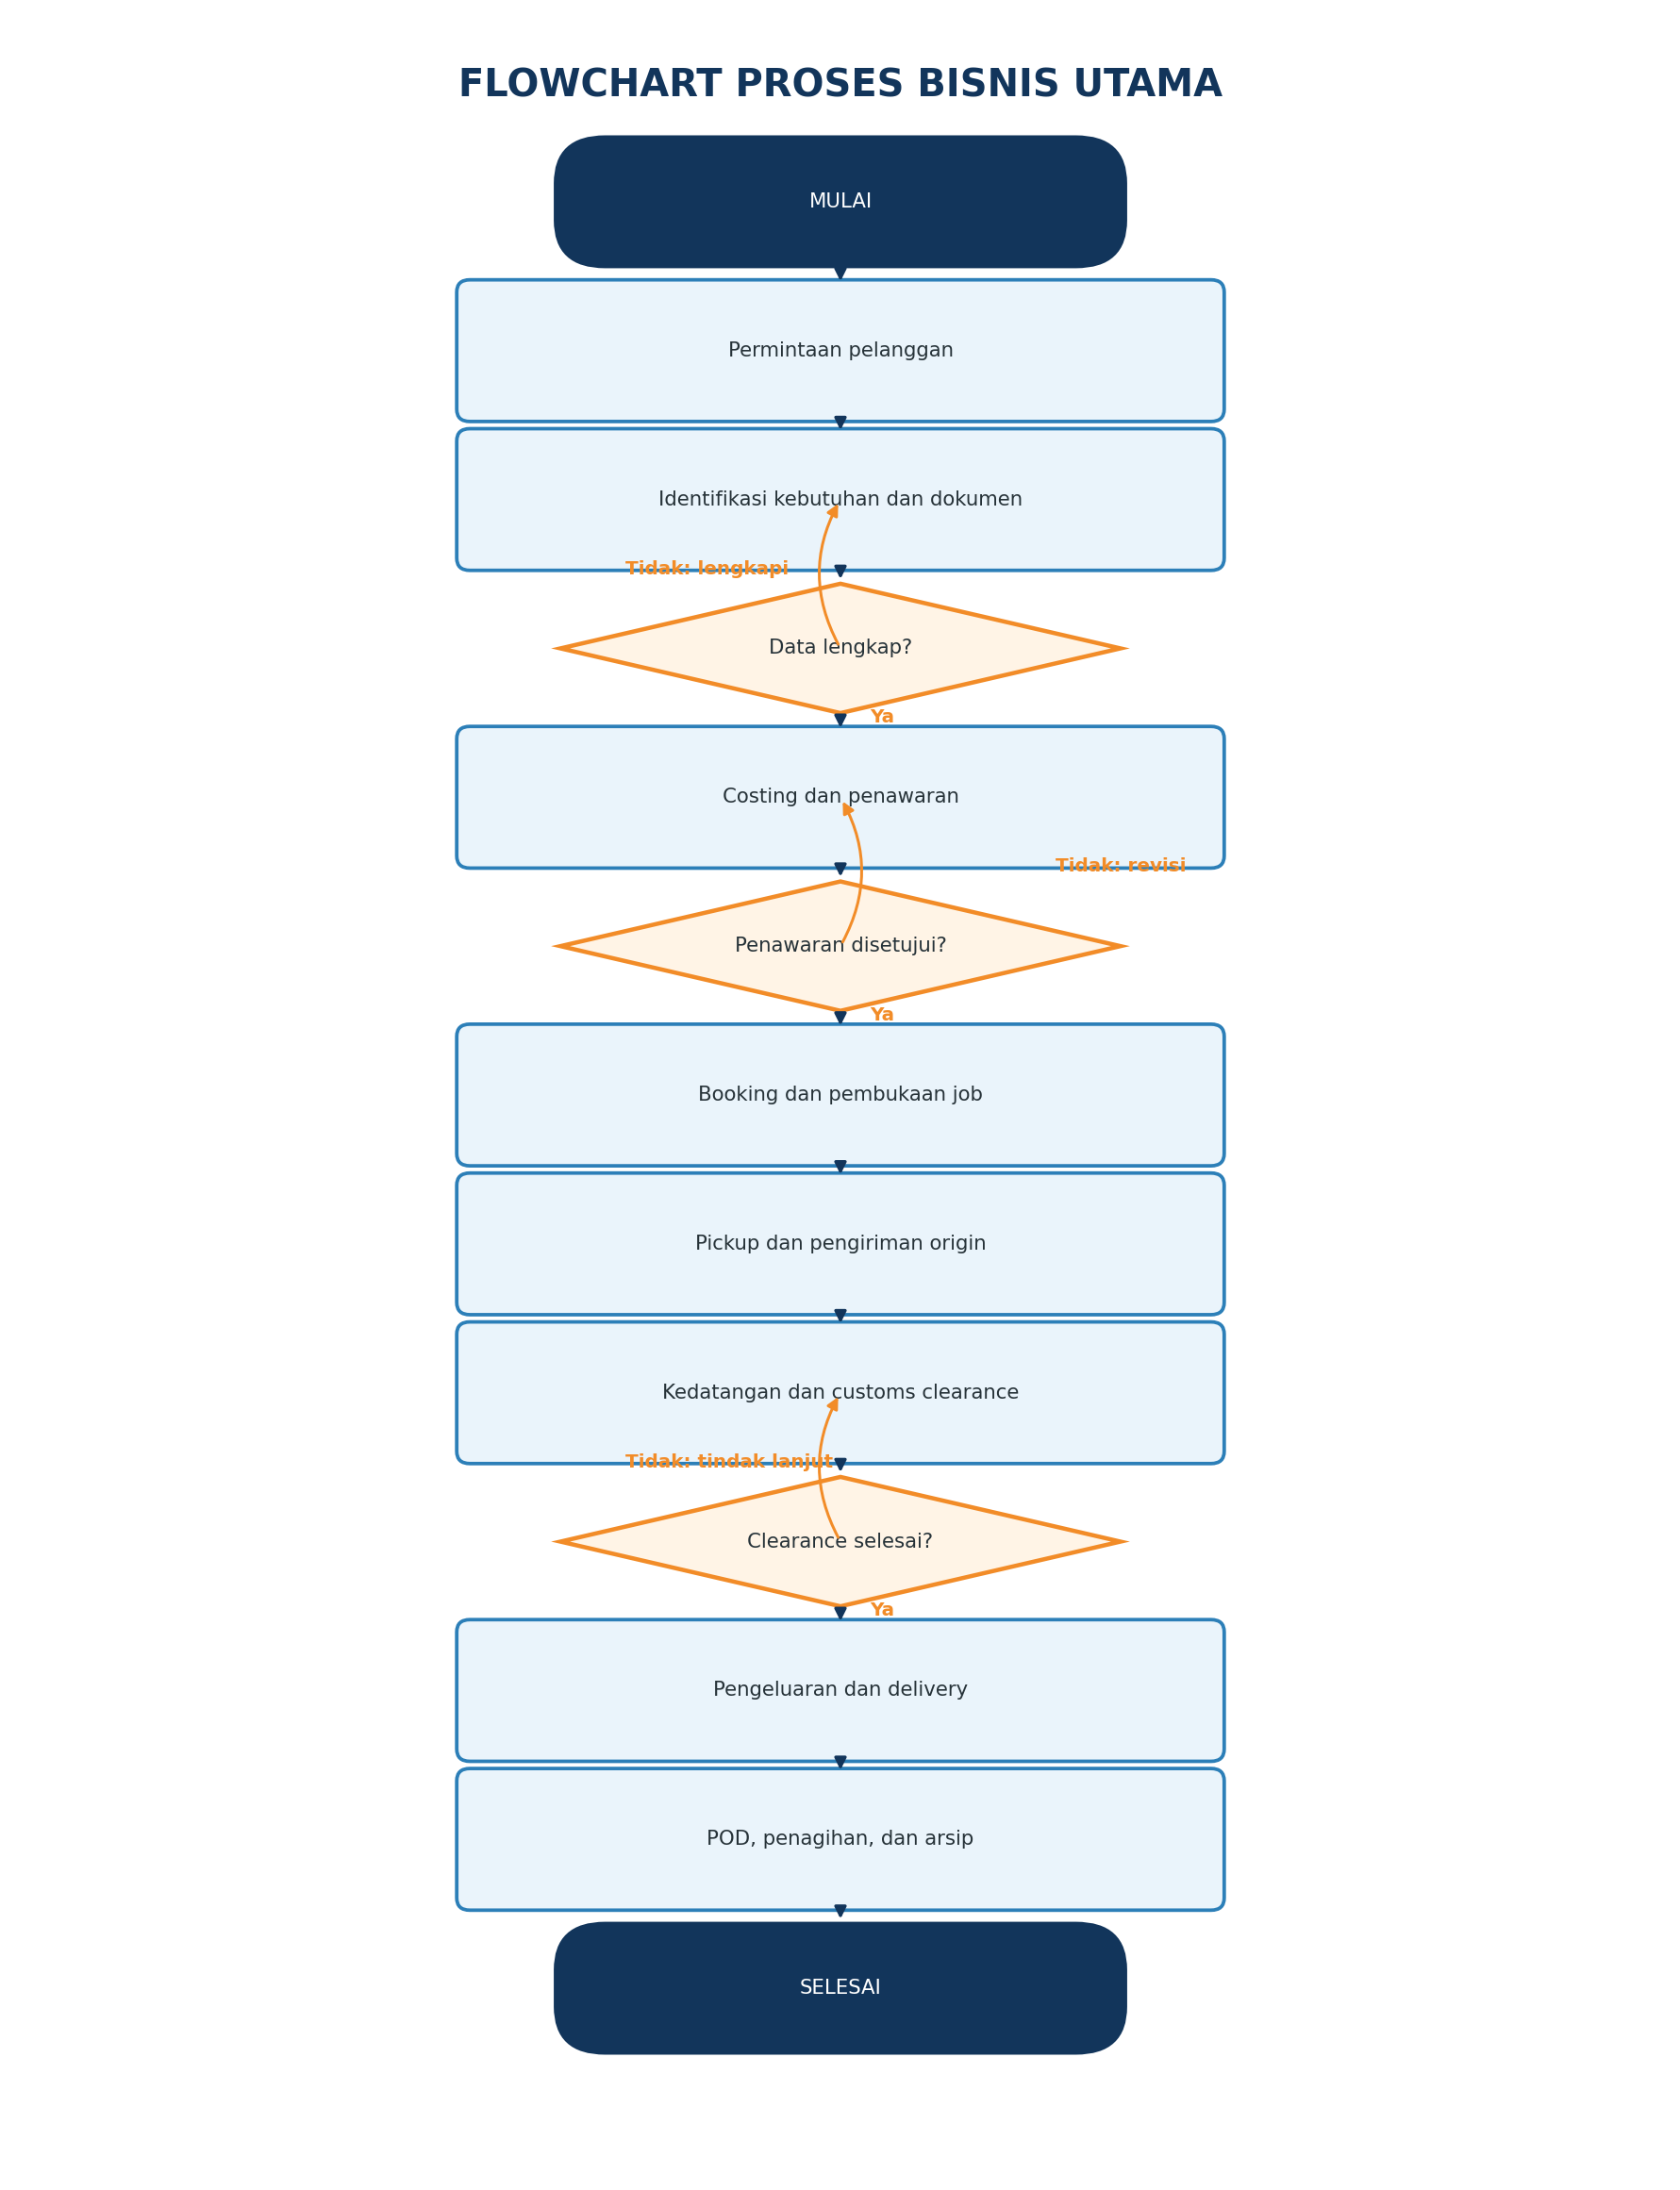 FLOWCHART PROSES BISNIS UTAMA
MULAI
Permintaan pelanggan
Identifikasi kebutuhan dan dokumen
Tidak: lengkapi
Data lengkap?
Ya
Costing dan penawaran
Tidak: revisi
Penawaran disetujui?
Ya
Booking dan pembukaan job
Pickup dan pengiriman origin
Kedatangan dan customs clearance
Tidak: tindak lanjut
Clearance selesai?
Ya
Pengeluaran dan delivery
POD, penagihan, dan arsip
SELESAI